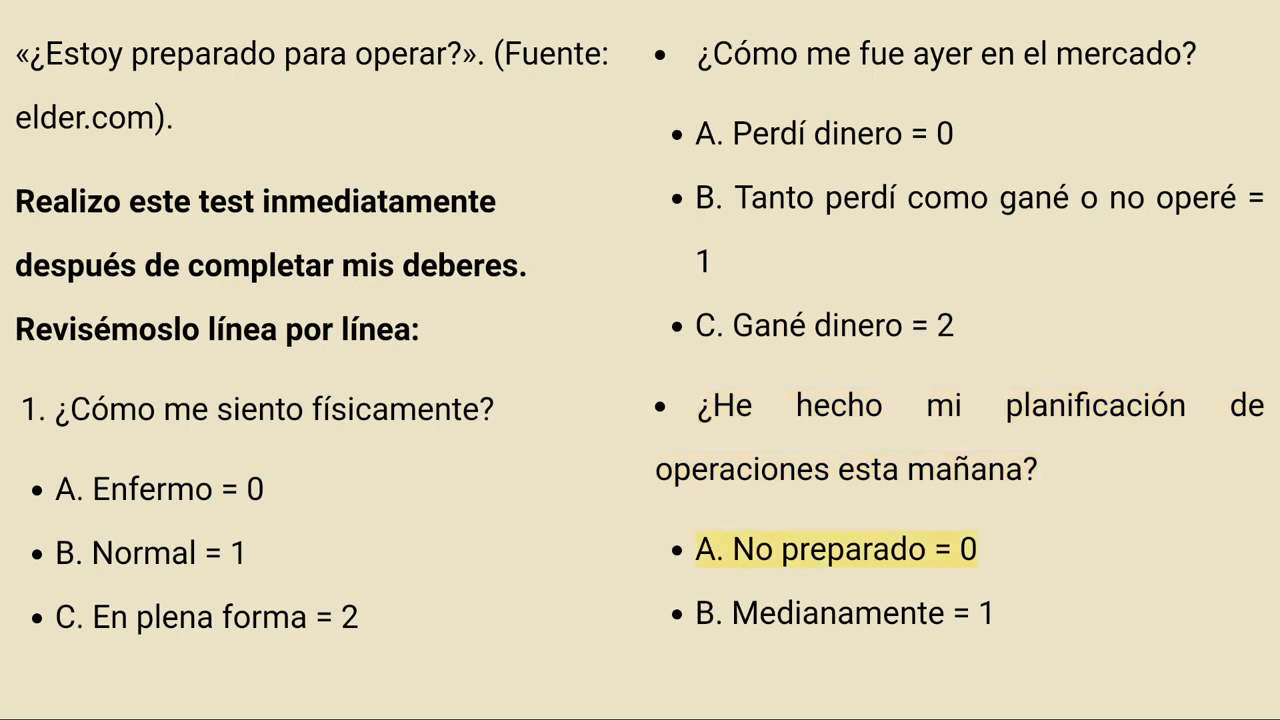 «¿Estoy preparado para operar?». (Fuente:
elder.com).
Realizo este test inmediatamente
después de completar mis deberes.
Revisémoslo línea por línea:
1. ¿Cómo me siento físicamente?
• A. Enfermo = 0
• B. Normal = 1
• C. En plena forma = 2
• ¿Cómo me fue ayer en el mercado?
• A. Perdí dinero = 0
• B. Tanto perdí como gané o no operé =
1
• C. Gané dinero = 2
• ¿He hecho mi planificación de
operaciones esta mañana?
• A. No preparado = 0
• B. Medianamente = 1